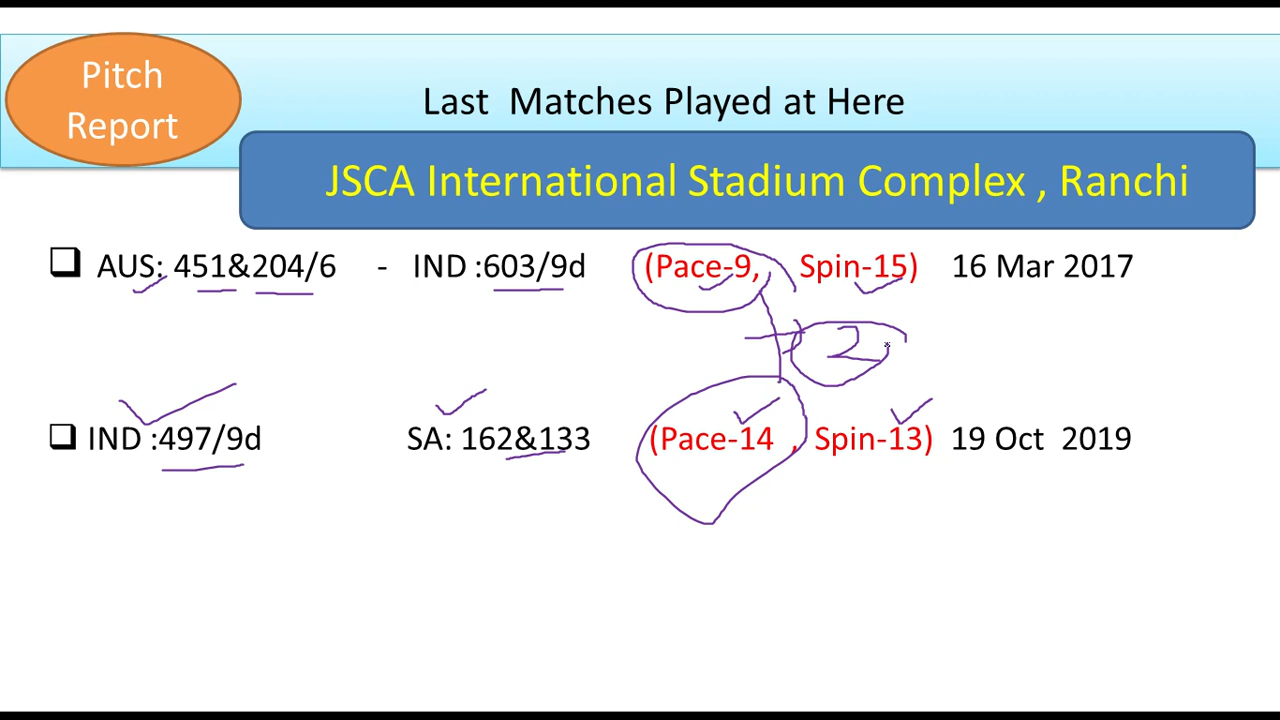 Pitch
Report
Last Matches Played at Here
JSCA International Stadium Complex , Ranchi
AUS: 451&204/6 - IND :603/9d (Pace-9, Spin-15) 16 Mar 2017
2
IND :497/9d SA: 162&133 (Pace-14 , Spin-13) 19 Oct 2019